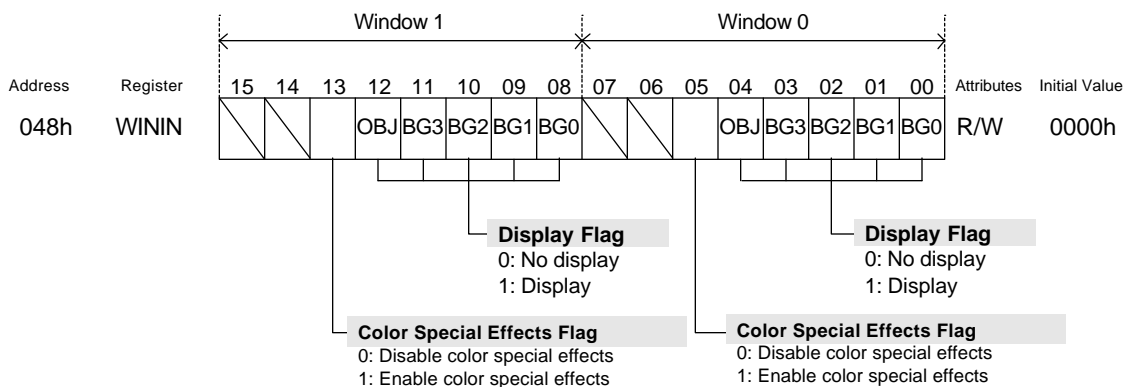 Window 1 Window 0
Address Register 15 14 13 12 11 10 09 08 07 06 05 04 03 02 01 00 Attributes Initial Value
048h WININ OBJ BG3 BG2 BG1 BG0 OBJ BG3 BG2 BG1 BG0 R/W 0000h
Display Flag
0: No display
1: Display
Display Flag
0: No display
1: Display
Color Special Effects Flag
0: Disable color special effects
1: Enable color special effects
Color Special Effects Flag
0: Disable color special effects
1: Enable color special effects